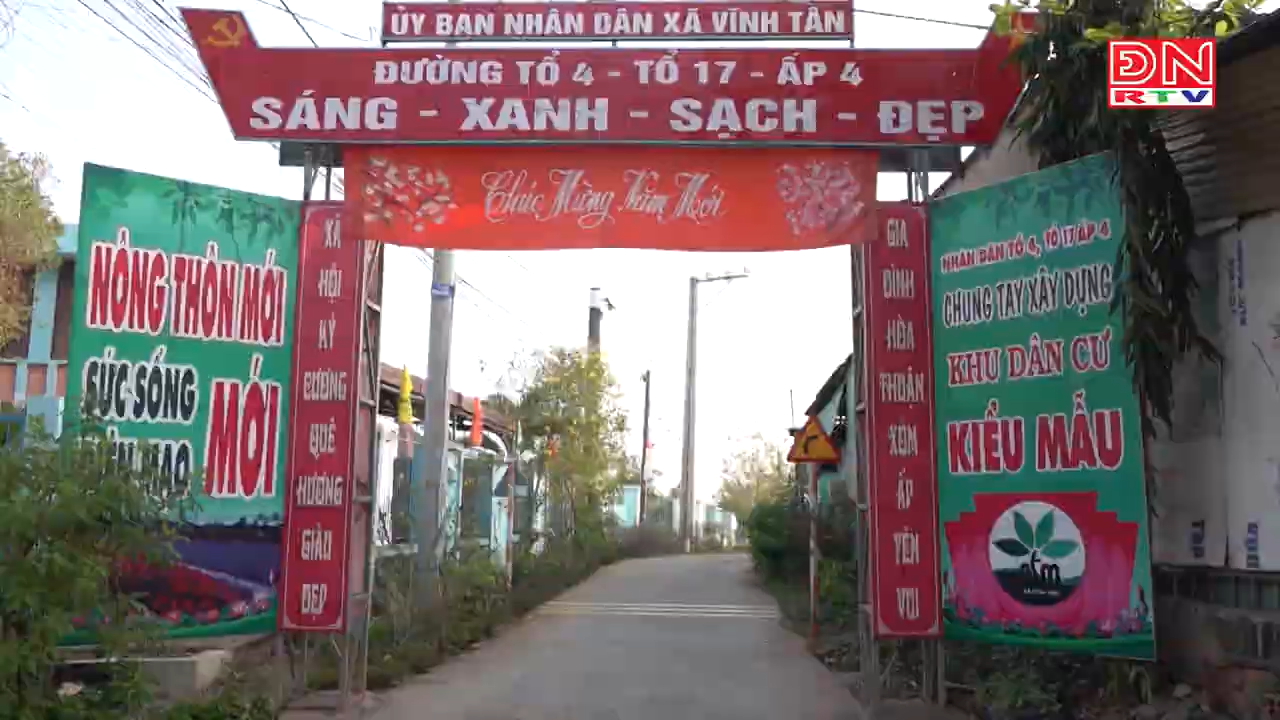 ỦY BAN NHÂN DÂN XÃ VĨNH TÂN
ĐƯỜNG TỔ 4 - TỔ 17 - ẤP 4
SÁNG - XANH - SẠCH - ĐẸP
Chúc Mừng Năm Mới
ĐN
RTV
NÔNG THÔN MỚI
SỨC SỐNG
MỚI
XÃ
HỘI
KỶ
CƯƠNG
QUÊ
HƯƠNG
GIÀU
ĐẸP
GIA
ĐÌNH
HÒA
THUẬN
XÓM
ẤP
YÊN
VUI
NHÂN DÂN TỔ 4, TỔ 17 ẤP 4
CHUNG TAY XÂY DỰNG
KHU DÂN CƯ
KIỂU MẪU
ntm